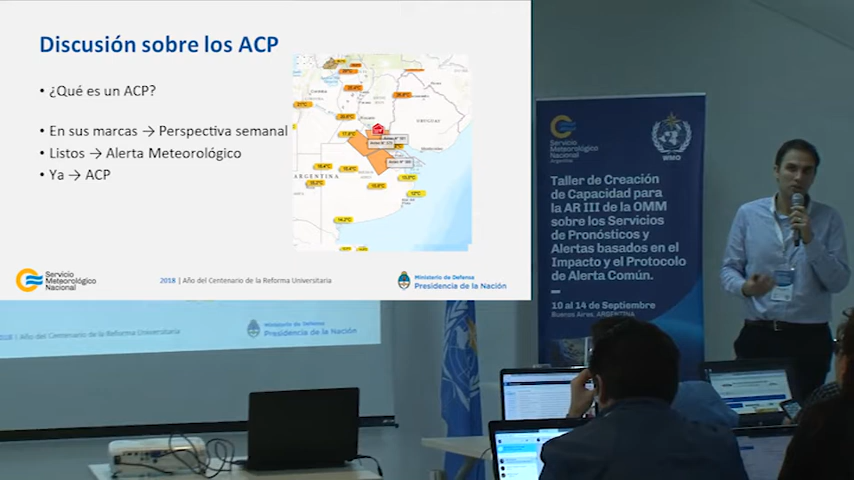 Discusión sobre los ACP
• ¿Qué es un ACP?
• En sus marcas → Perspectiva semanal
• Listos → Alerta Meteorológico
• Ya → ACP
ARGENTINA
URUGUAY
Servicio
Meteorológico
Nacional
2018 | Año del Centenario de la Reforma Universitaria
Ministerio de Defensa
Presidencia de la Nación
2018 | Año del Centenario de la Reforma Universitaria
Ministerio de Defensa
Presidencia de la Nación
Servicio
Meteorológico
Nacional
Argentina
WMO
Taller de Creación
de Capacidad para
la AR III de la OMM
sobre los Servicios
de Pronósticos y
Alertas basados en el
Impacto y el Protocolo
de Alerta Común.
10 al 14 de Septiembre
Buenos Aires, ARGENTINA